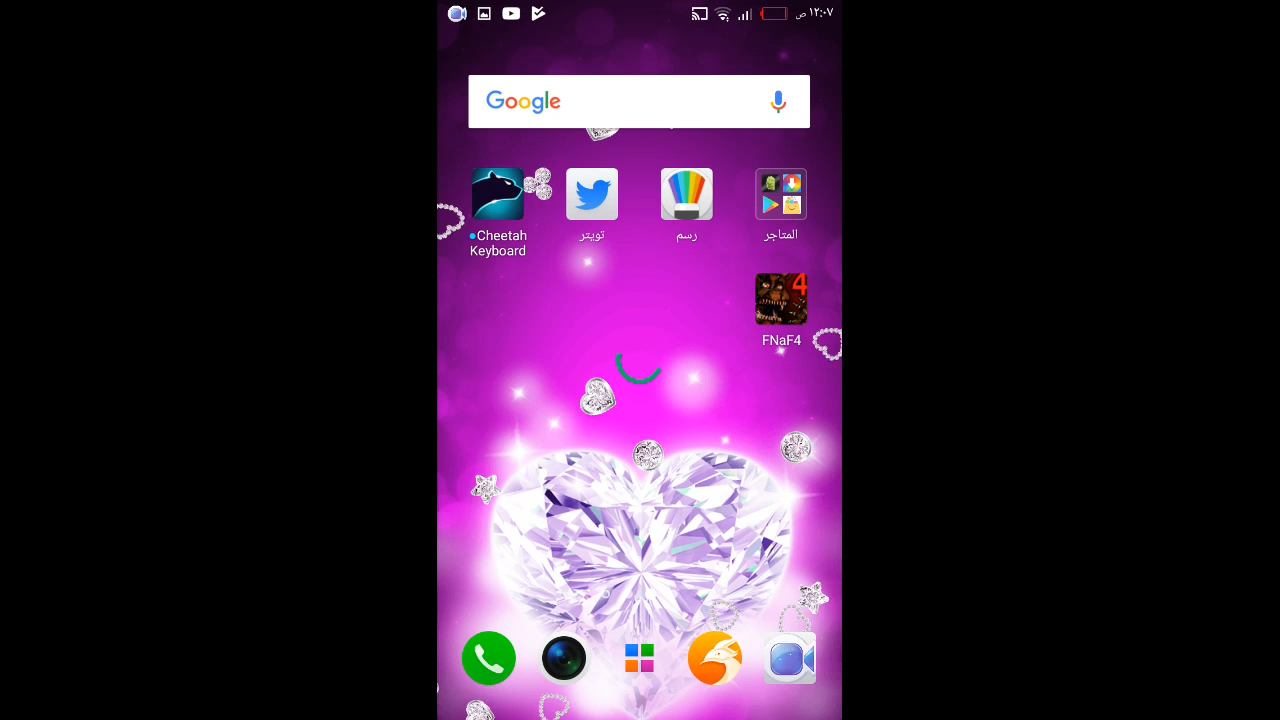 ١٢:٠٧ ص
Google
Cheetah
Keyboard
تويتر
رسم
المتاجر
4
FNaF4